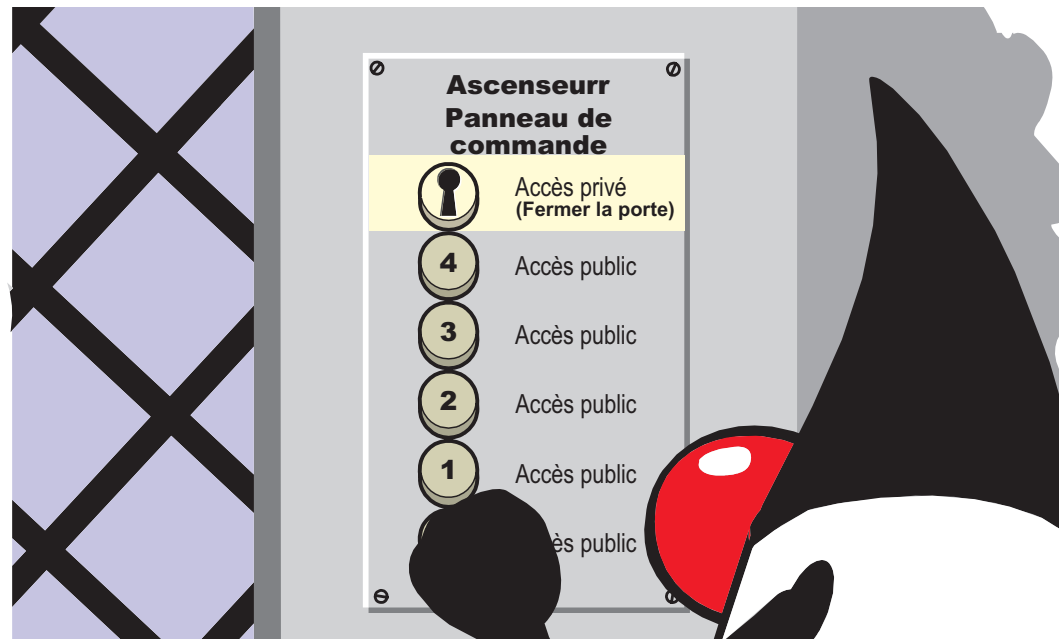 Ascenseurr
Panneau de
commande
Accès privé
(Fermer la porte)
4 Accès public
3 Accès public
2 Accès public
1 Accès public
ès public